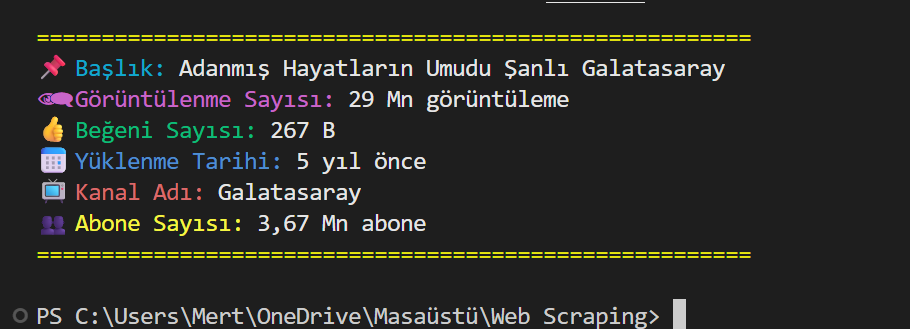 =======================================================
📌 Başlık: Adanmış Hayatların Umudu Şanlı Galatasaray
👁️‍🗨️Görüntülenme Sayısı: 29 Mn görüntüleme
👍 Beğeni Sayısı: 267 B
📅 Yüklenme Tarihi: 5 yıl önce
📺 Kanal Adı: Galatasaray
👥 Abone Sayısı: 3,67 Mn abone
=======================================================
PS C:\Users\Mert\OneDrive\Masaüstü\Web Scraping>